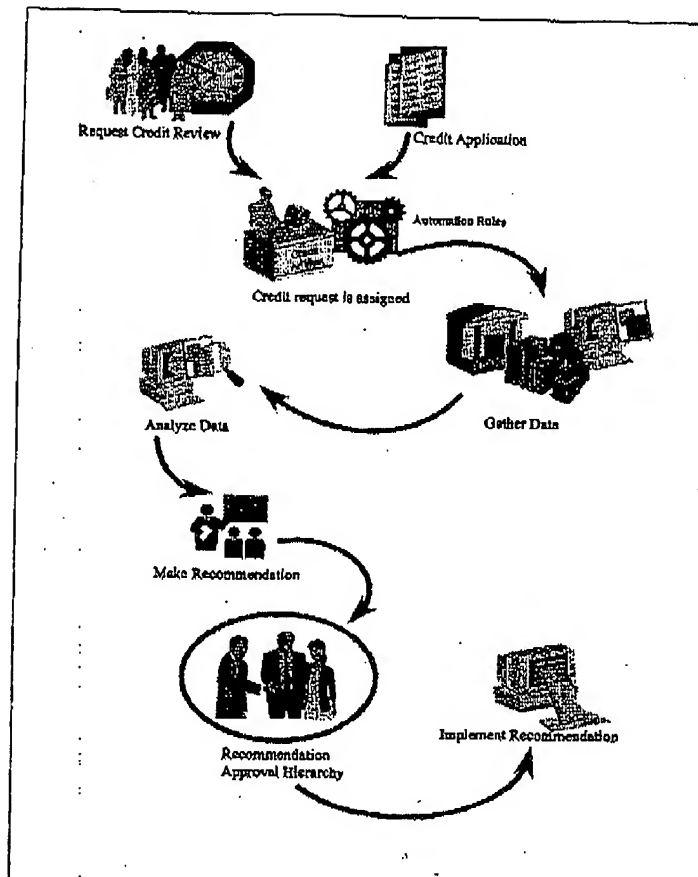 Request Credit Review
Credit Application
Automation Rules
Credit request is assigned
Gather Data
Analyze Data
Make Recommendation
Recommendation
Approval Hierarchy
Implement Recommendation